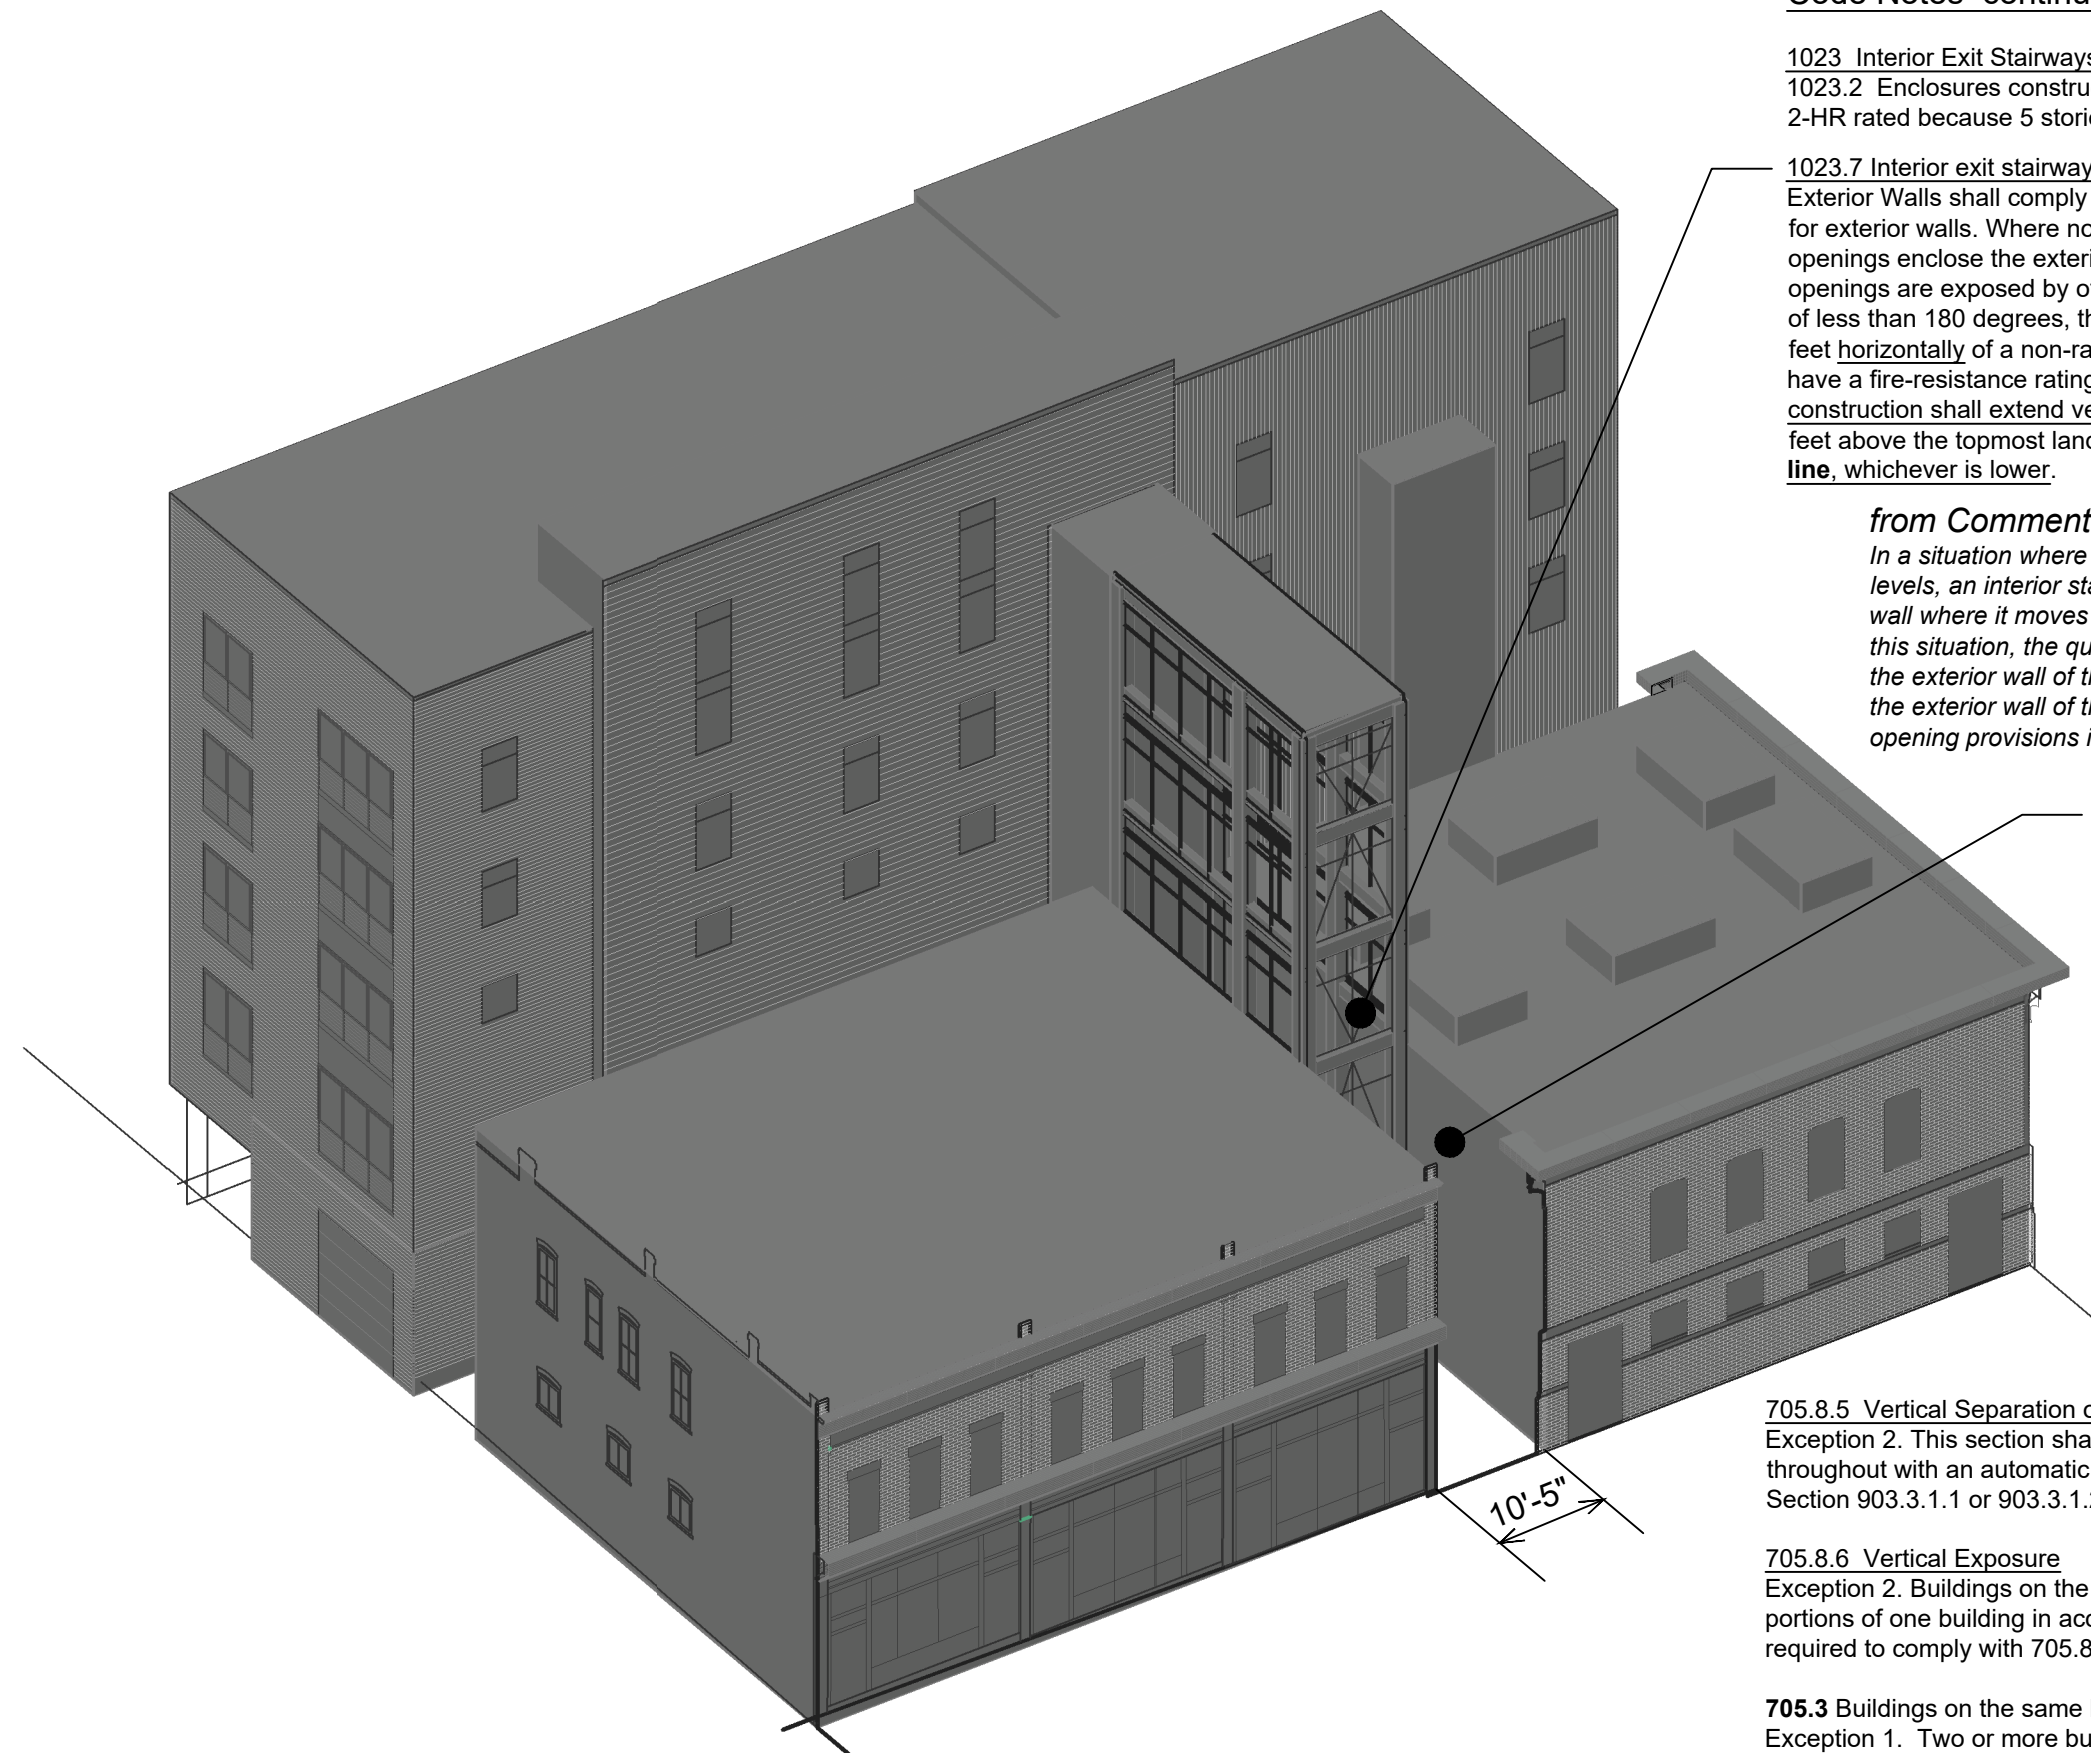 1023 Interior Exit Stairways
1023.2 Enclosures constru
2-HR rated because 5 storie
1023.7 Interior exit stairway
Exterior Walls shall comply
for exterior walls. Where no
openings enclose the exteri
openings are exposed by ot
of less than 180 degrees, th
feet horizontally of a non-ra
have a fire-resistance rating
construction shall extend ve
feet above the topmost land
line, whichever is lower.
from Comment
In a situation where
levels, an interior sta
wall where it moves
this situation, the qu
the exterior wall of t
the exterior wall of t
opening provisions i
10'-5"
705.8.5 Vertical Separation o
Exception 2. This section sha
throughout with an automatic
Section 903.3.1.1 or 903.3.1.2
705.8.6 Vertical Exposure
Exception 2. Buildings on the
portions of one building in acc
required to comply with 705.8
705.3 Buildings on the same
Exception 1. Two or more bu